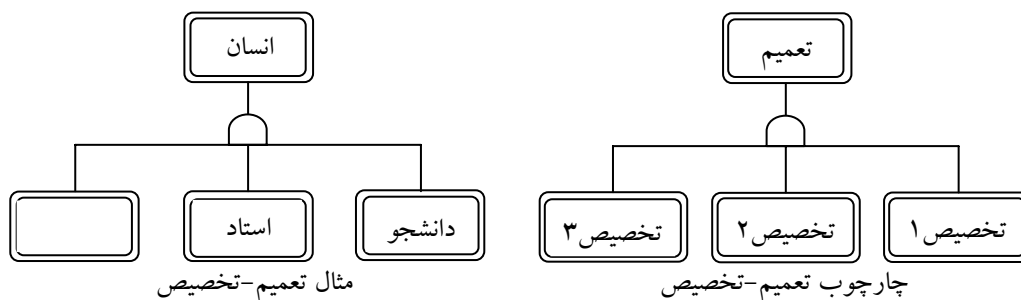 تعمیم
تخصیص۱
تخصیص۲
تخصیص۳
چارچوب تعمیم-تخصیص
انسان
دانشجو
استاد
مثال تعمیم-تخصیص